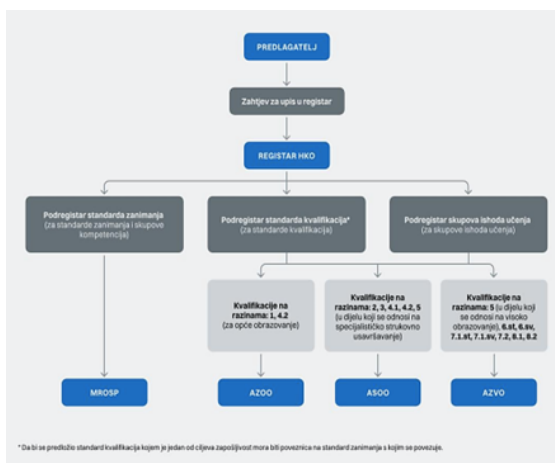 PREDLAGATELJ
Zahtjev za upis u registar
REGISTAR HKO
Podregistar standarda zanimanja
(za standarde zanimanja i skupove
kompetencija)
Podregistar standarda kvalifikacija*
(za standarde kvalifikacija)
Podregistar skupova ishoda učenja
(za skupove ishoda učenja)
Kvalifikacije na
razinama: 1, 4.2
(za opće obrazovanje)
Kvalifikacije na
razinama: 2, 3, 4.1, 4.2, 5
(u dijelu koji se odnosi na
specijalističko strukovno
usavršavanje)
Kvalifikacije na
razinama: 5 (u dijelu koji
se odnosi na visoko
obrazovanje), 6.st, 6.sv,
7.1.st, 7.1.sv, 7.2, 8.1, 8.2
MROSP
AZOO
ASOO
AZVO
* Da bi se predložio standard kvalifikacija kojem je jedan od ciljeva zapošljivost mora biti poveznica na standard zanimanja s kojim se povezuje.